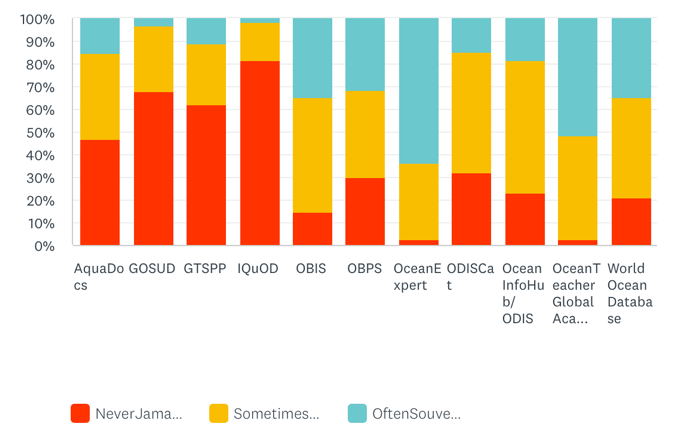 100%
90%
80%
70%
60%
50%
40%
30%
20%
10%
0%
AquaDo
cs
GOSUD
GTSPP
IQuOD
OBIS
OBPS
OceanE
xpert
ODISCa
t
Ocean
InfoHu
b/
ODIS
OceanT
eacher
Global
Aca...
World
Ocean
Databa
se
NeverJama...
Sometimes...
OftenSouve...